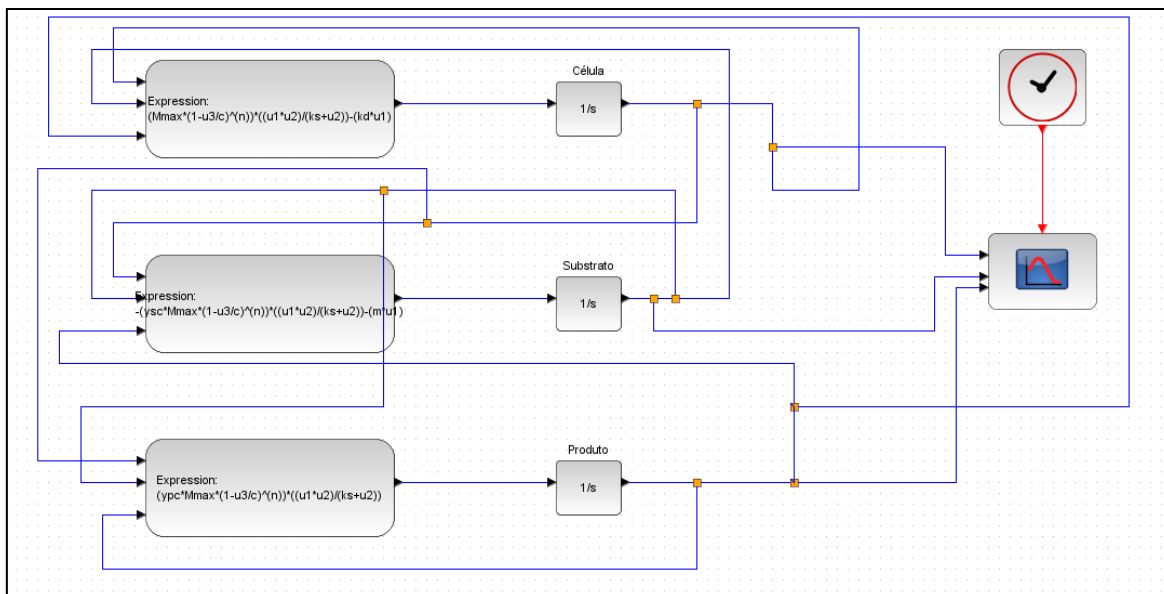 Célula
Expression:
(Mmax*(1-u3/c)^(n))*((u1*u2)/(ks+u2))-(kd*u1)
1/s
Substrato
Expression:
-(ysc*Mmax*(1-u3/c)^(n))*((u1*u2)/(ks+u2))-(m*u1)
1/s
Produto
Expression:
(ypc*Mmax*(1-u3/c)^(n))*((u1*u2)/(ks+u2))
1/s